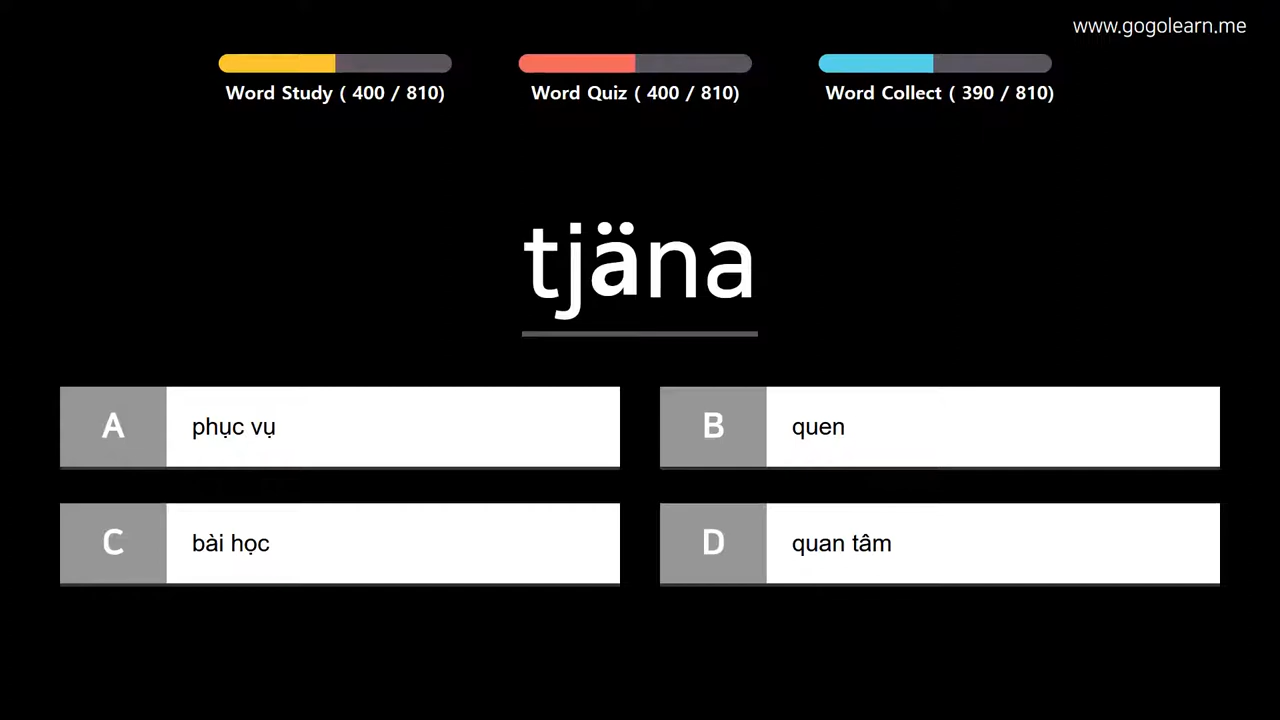 www.gogolearn.me
Word Study ( 400 / 810)
Word Quiz ( 400 / 810)
Word Collect ( 390 / 810)
tjäna
A phục vụ
B quen
C bài học
D quan tâm